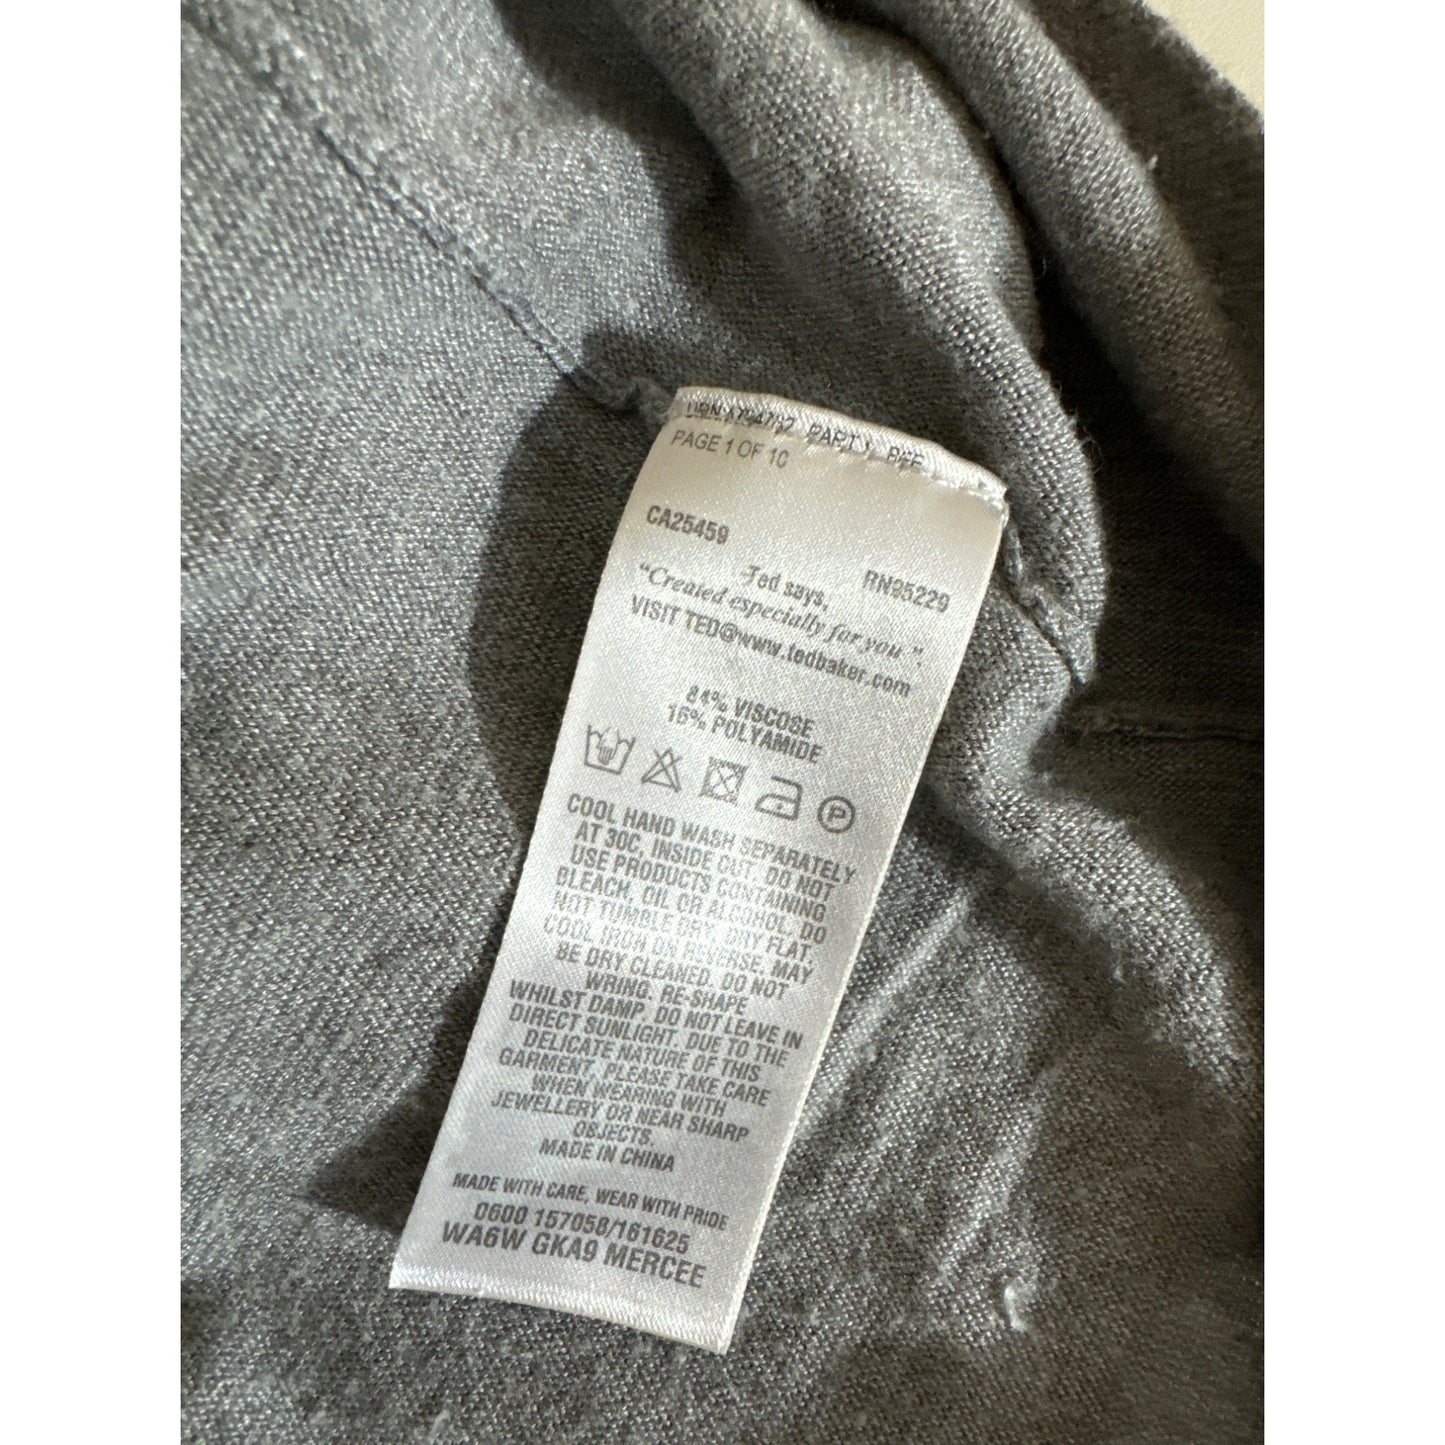 PAGE 1 OF 10
CA25459
RN95229
Ted says,
"Created especially for you".
VISIT TED@www.tedbaker.com
84% VISCOSE
16% POLYAMIDE
P
COOL HAND WASH SEPARATELY
AT 30C. INSIDE OUT. DO NOT
USE PRODUCTS CONTAINING
BLEACH, OIL OR ALCOHOL. DO
NOT TUMBLE DRY. DRY FLAT.
COOL IRON ON REVERSE. MAY
BE DRY CLEANED. DO NOT
WRING. RE-SHAPE
WHILST DAMP. DO NOT LEAVE IN
DIRECT SUNLIGHT. DUE TO THE
DELICATE NATURE OF THIS
GARMENT, PLEASE TAKE CARE
WHEN WEARING WITH
JEWELLERY OR NEAR SHARP
OBJECTS.
MADE IN CHINA
MADE WITH CARE, WEAR WITH PRIDE
0600 157058/161625
WA6W GKA9 MERCEE